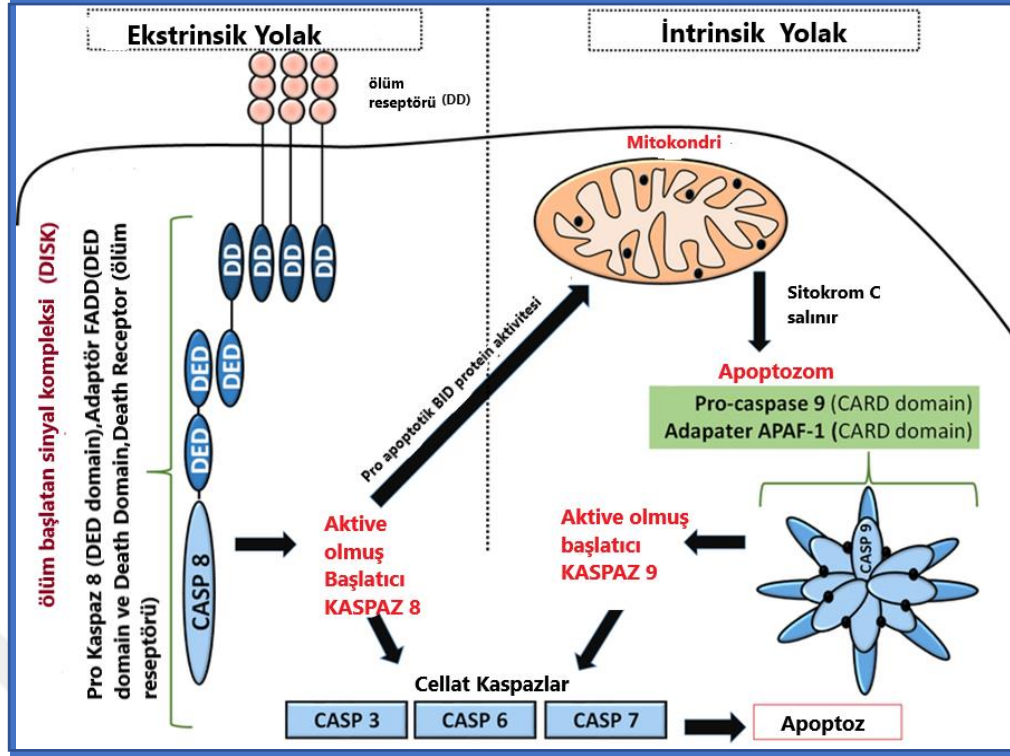 Ekstrinsik Yolak
İntrinsik Yolak
ölüm
reseptörü (DD)
Mitokondri
ölüm başlatan sinyal kompleksi (DISK)
Pro Kaspaz 8 (DED domain),Adaptör FADD(DED
domain ve Death Domain,Death Receptor (ölüm
reseptörü)
DD
DD
DD
DD
DED
DED
DED
CASP 8
Pro apoptotik BID protein aktivitesi
Sitokrom C
salınır
Apoptozom
Pro-caspase 9 (CARD domain)
Adapater APAF-1 (CARD domain)
CASP 9
Aktive
olmuş
Başlatıcı
KASPAZ 8
Aktive olmuş
başlatıcı
KASPAZ 9
Cellat Kaspazlar
CASP 3
CASP 6
CASP 7
Apoptoz